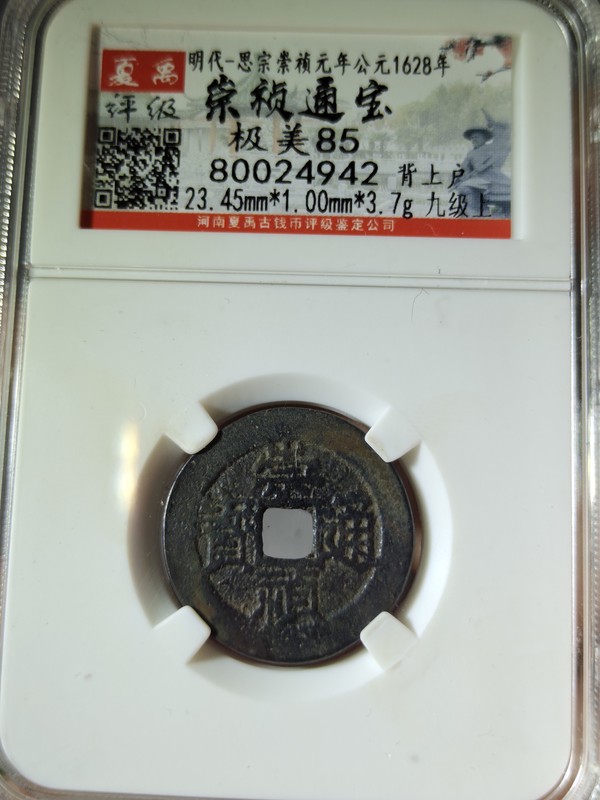 夏禹
评级
明代-思宗崇祯元年公元1628年
崇祯通宝
极美85
80024942 背上户
23.45mm*1.00mm*3.7g 九级上
河南夏禹古钱币评级鉴定公司
崇禎通寶